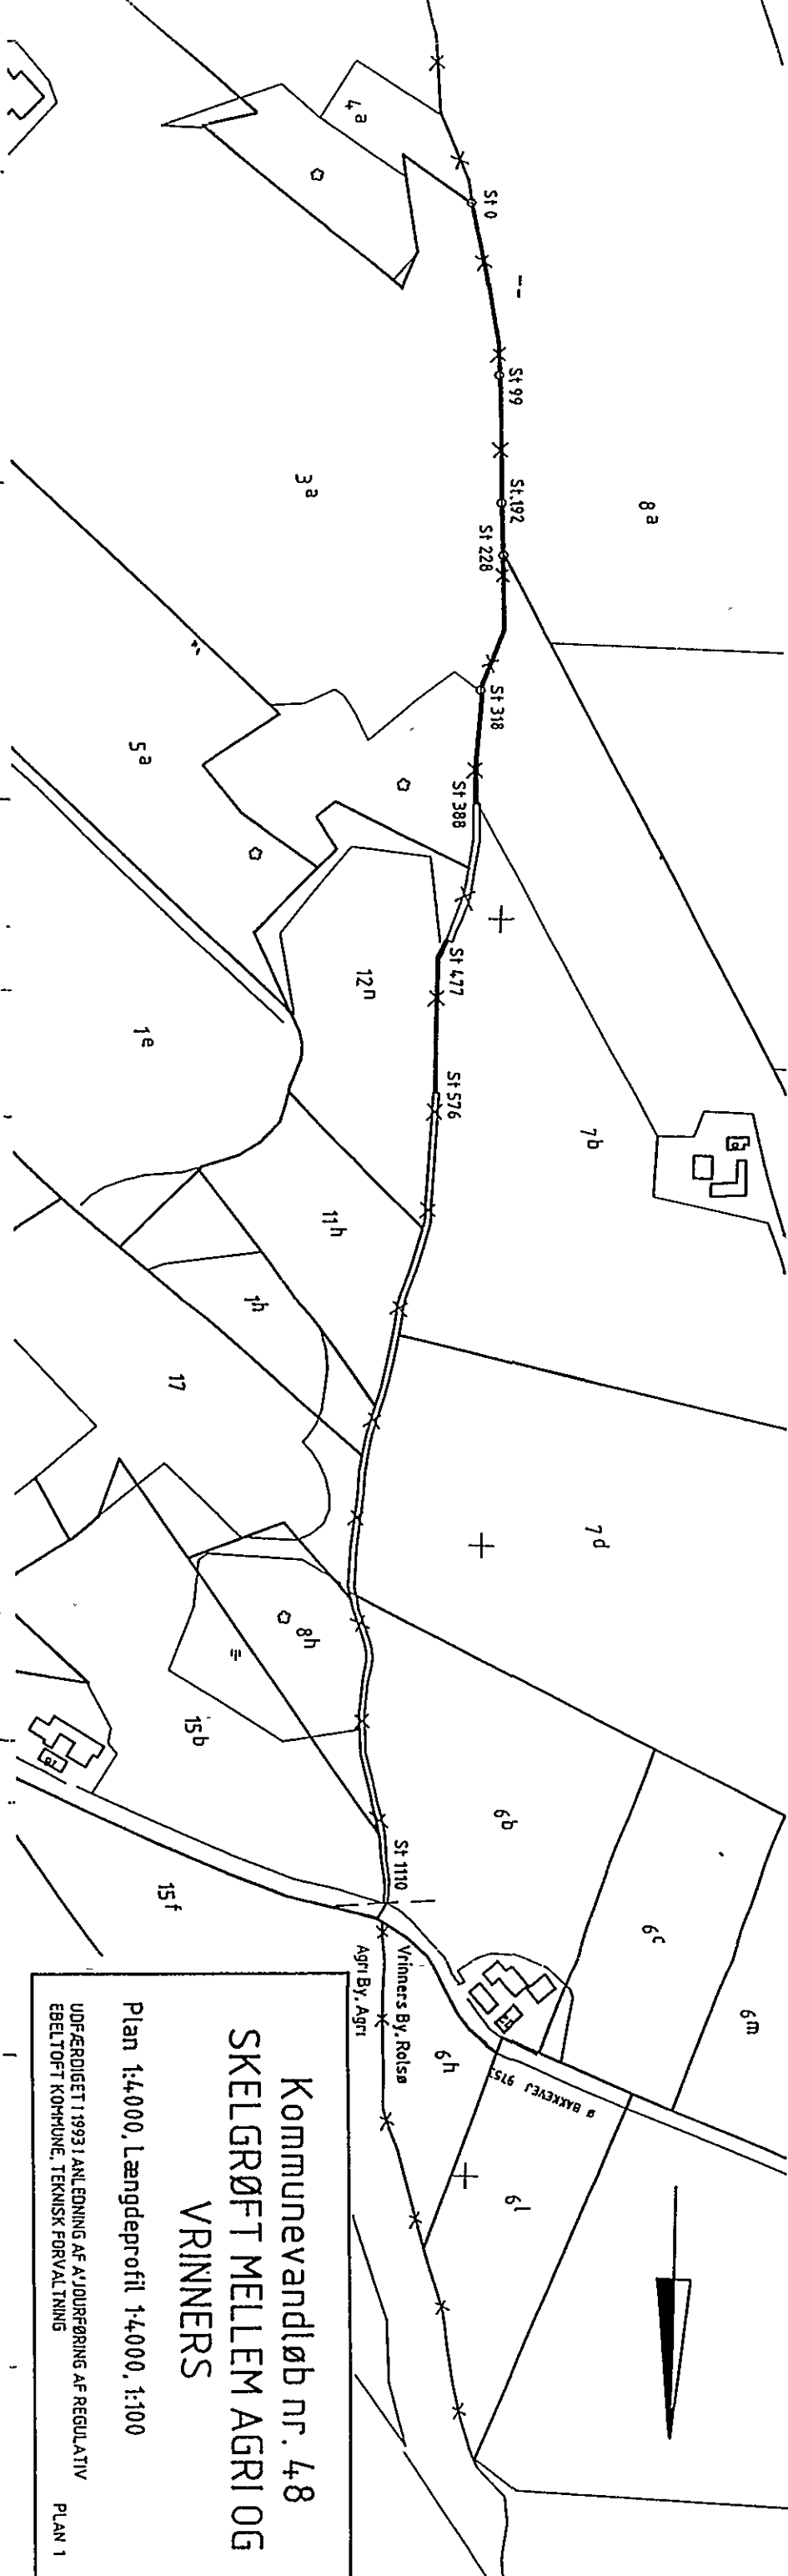 4a
St 0
St 99
3a
8a
St.192
St 228
St 318
5a
St 388
12n
St 477
1e
St 576
7b
11h
1h
17
7d
8h
15b
6b
St 1110
15f
6c
Vrinners By, Rolsø
Agri By, Agri
6m
6h
6l
Kommunevandløb nr. 48
SKELGRØFT MELLEM AGRI OG
VRINNERS
Plan 1:4000, Længdeprofil 1:4000, 1:100
UDFÆRDIGET I 1993 I ANLEDNING AF A'JOURFØRING AF REGULATIV
EBELTOFT KOMMUNE, TEKNISK FORVALTNING
PLAN 1